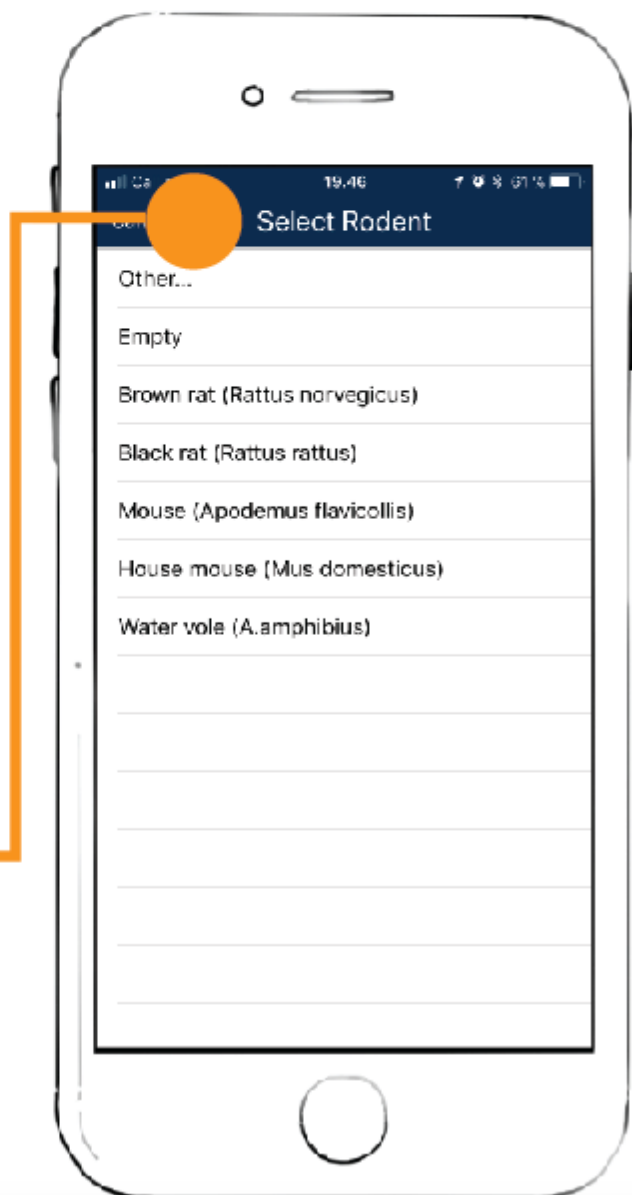 19.46 61%
Select Rodent
Other...
Empty
Brown rat (Rattus norvegicus)
Black rat (Rattus rattus)
Mouse (Apodemus flavicollis)
House mouse (Mus domesticus)
Water vole (A.amphibius)